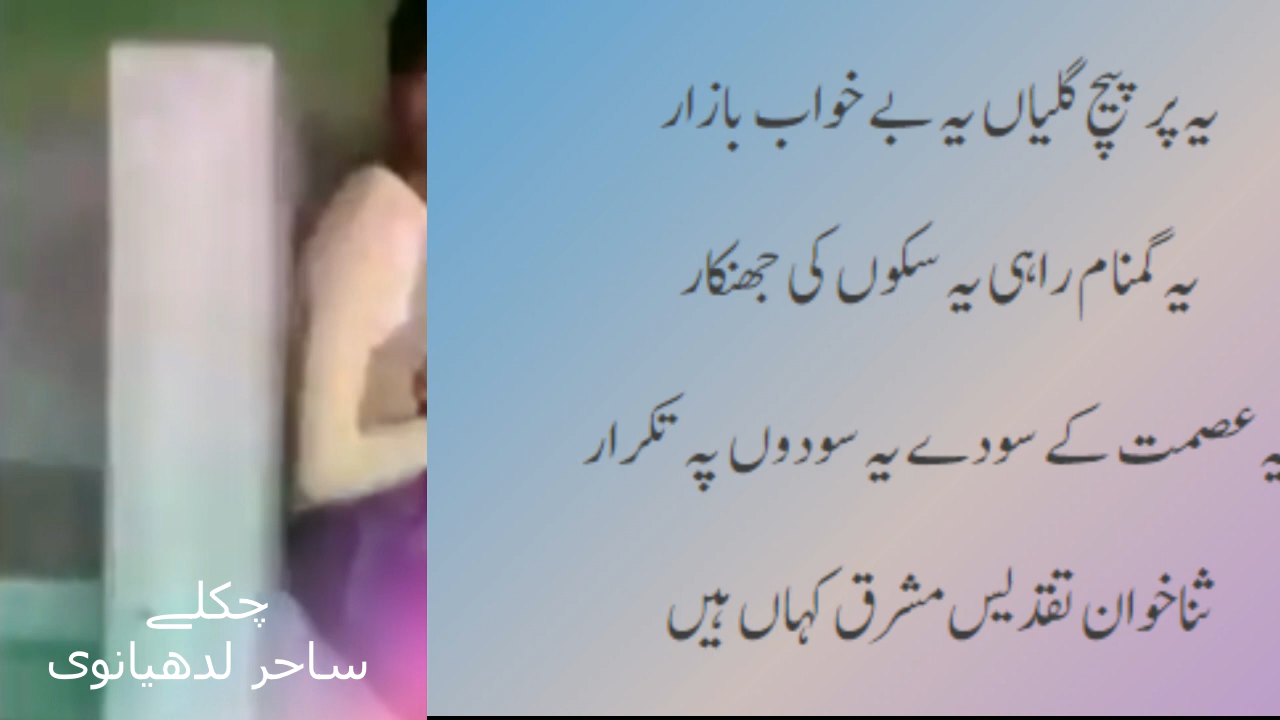 یہ پر پیچ گلیاں یہ بے خواب بازار
یہ گمنام راہی یہ سکوں کی جھنکار
یہ عصمت کے سودے یہ سودوں پہ تکرار
ثناخوان تقدیس مشرق کہاں ہیں
چکلے
ساحر لدھیانوی